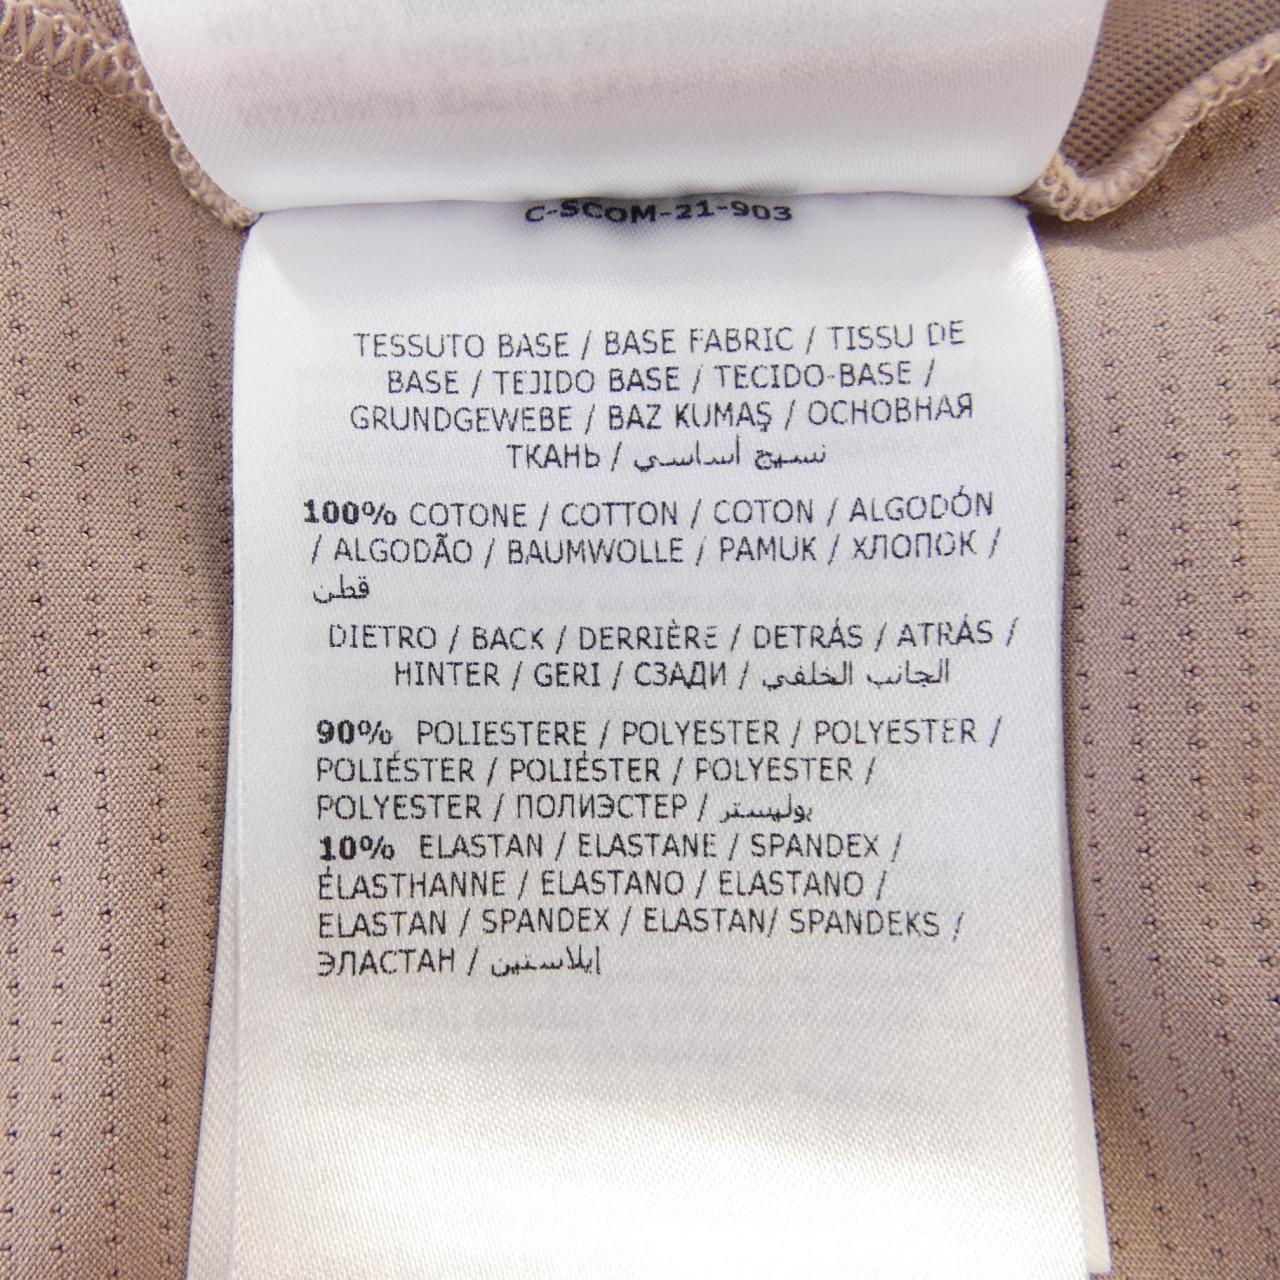 C-SCOM-21-903
TESSUTO BASE / BASE FABRIC / TISSU DE
BASE / TEJIDO BASE / TECIDO-BASE /
GRUNDGEWEBE / BAZ KUMAŞ / ОСНОВНАЯ
ТКАНЬ / نسيج أساسي
100% COTONE / COTTON / COTON / ALGODÓN
/ ALGODÃO / BAUMWOLLE / PAMUK / ХЛОПОК /
قطن
DIETRO / BACK / DERRIÈRE / DETRÁS / ATRÁS /
HINTER / GERI / СЗАДИ / الجانب الخلفي
90% POLIESTERE / POLYESTER / POLYESTER /
POLIÉSTER / POLIÉSTER / POLYESTER /
POLYESTER / ПОЛИЭСТЕР / بوليستر
10% ELASTAN / ELASTANE / SPANDEX /
ÉLASTHANNE / ELASTANO / ELASTANO /
ELASTAN / SPANDEX / ELASTAN/ SPANDEKS /
ЭЛАСТАН / إيلاستين